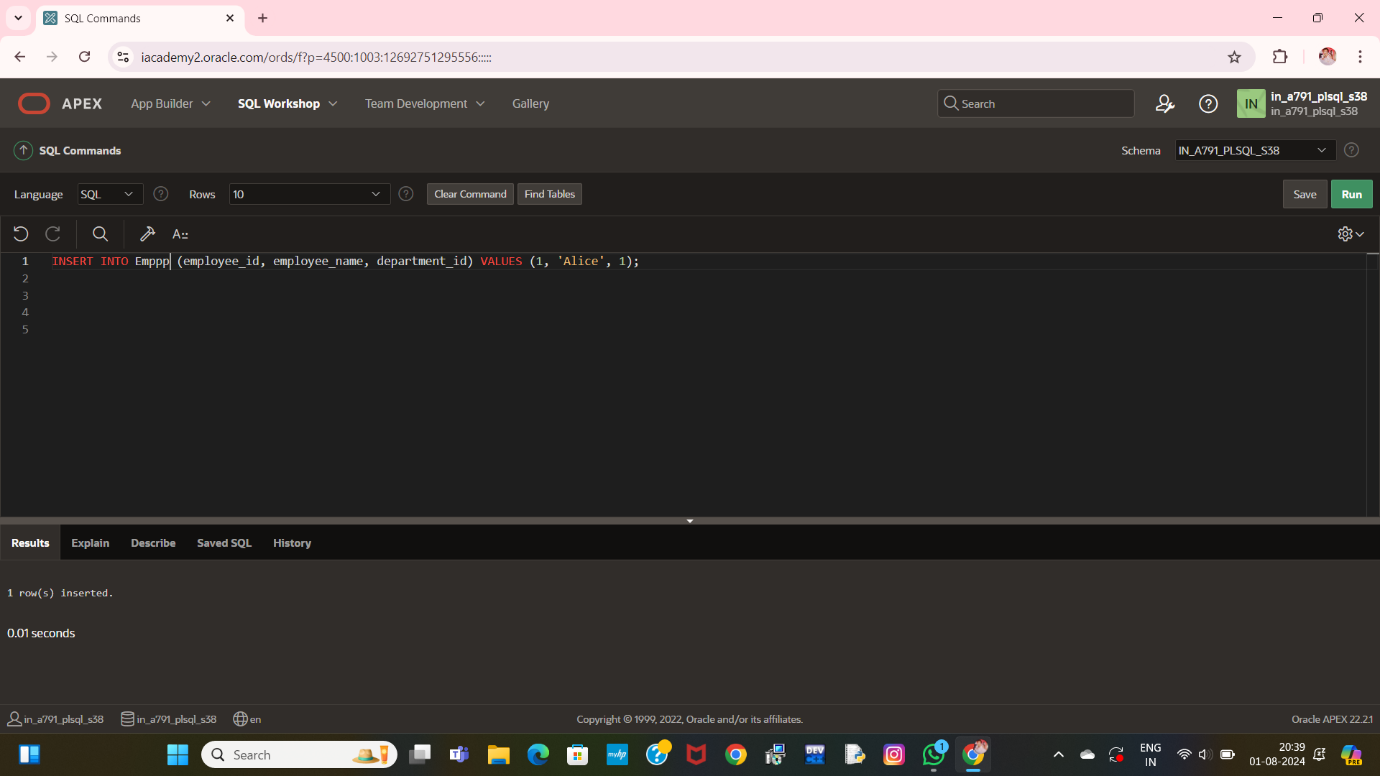 SQL Commands
iacademy2.oracle.com/ords/f?p=4500:1003:12692751295556:::::
APEX App Builder SQL Workshop Team Development Gallery Search IN in_a791_plsql_s38
in_a791_plsql_s38
SQL Commands Schema IN_A791_PLSQL_S38
Language SQL Rows 10 Clear Command Find Tables Save Run
A::
1 INSERT INTO Emppp (employee_id, employee_name, department_id) VALUES (1, 'Alice', 1);
2
3
4
5
Results Explain Describe Saved SQL History
1 row(s) inserted.
0.01 seconds
in_a791_plsql_s38 in_a791_plsql_s38 en Copyright © 1999, 2022, Oracle and/or its affiliates. Oracle APEX 22.2.1
Search myhp DEV 1 ENG
IN 20:39
01-08-2024 PRE